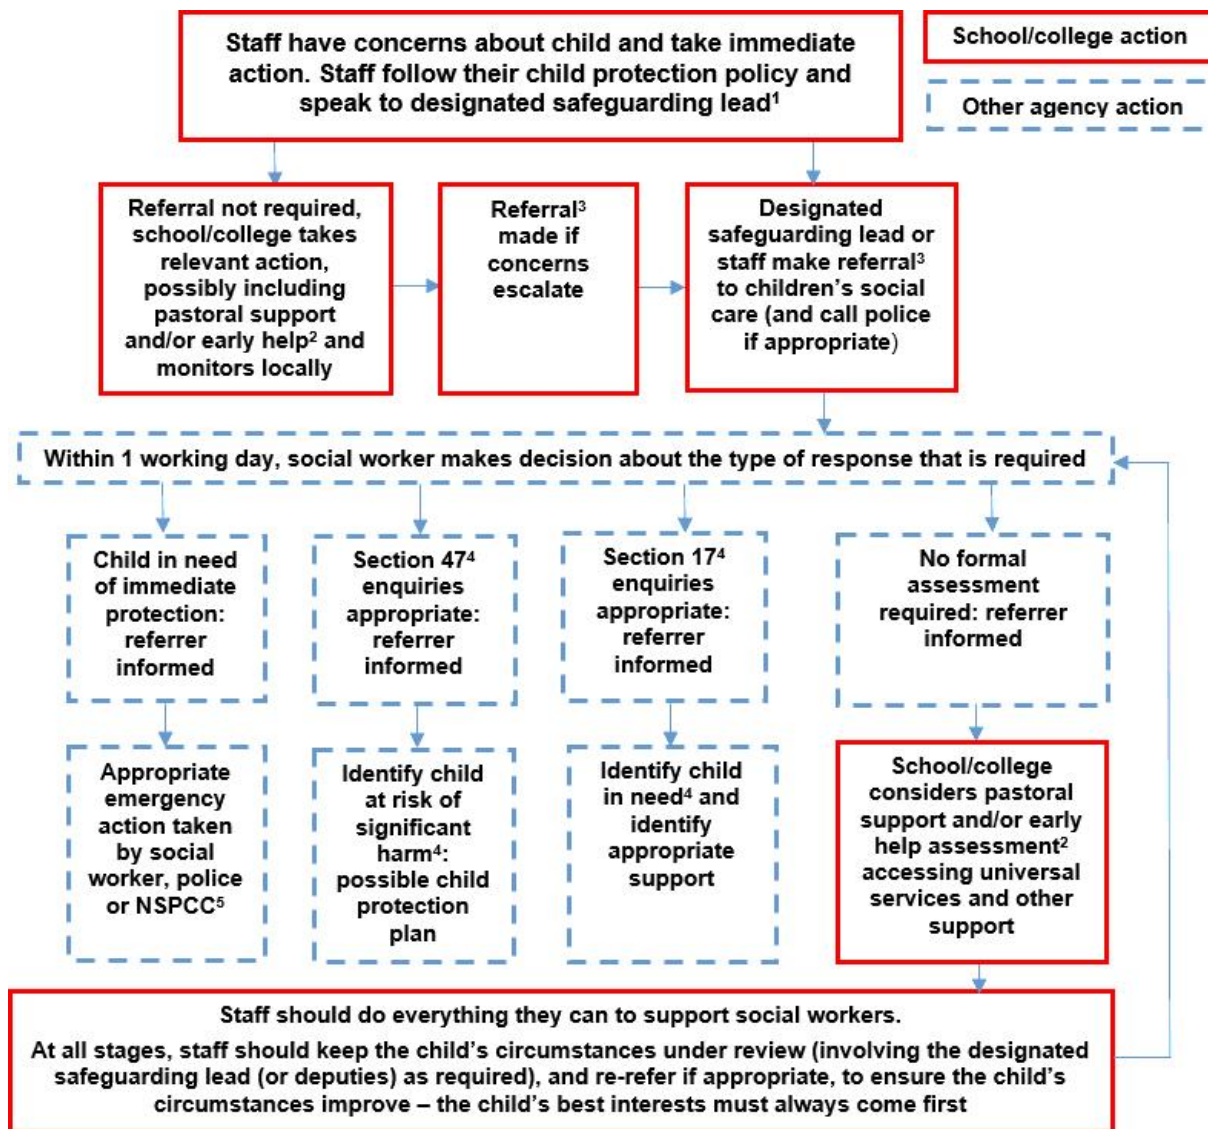 Staff have concerns about child and take immediate
action. Staff follow their child protection policy and
speak to designated safeguarding lead¹
School/college action
Other agency action
Referral not required,
school/college takes
relevant action,
possibly including
pastoral support
and/or early help² and
monitors locally
Referral³
made if
concerns
escalate
Designated
safeguarding lead or
staff make referral³
to children's social
care (and call police
if appropriate)
Within 1 working day, social worker makes decision about the type of response that is required
Child in need
of immediate
protection:
referrer
informed
Section 47⁴
enquiries
appropriate:
referrer
informed
Section 17⁴
enquiries
appropriate:
referrer
informed
No formal
assessment
required: referrer
informed
Appropriate
emergency
action taken
by social
worker, police
or NSPCC⁵
Identify child
at risk of
significant
harm⁴:
possible child
protection
plan
Identify child
in need⁴ and
identify
appropriate
support
School/college
considers pastoral
support and/or early
help assessment²
accessing universal
services and other
support
Staff should do everything they can to support social workers.
At all stages, staff should keep the child's circumstances under review (involving the designated
safeguarding lead (or deputies) as required), and re-refer if appropriate, to ensure the child's
circumstances improve – the child's best interests must always come first